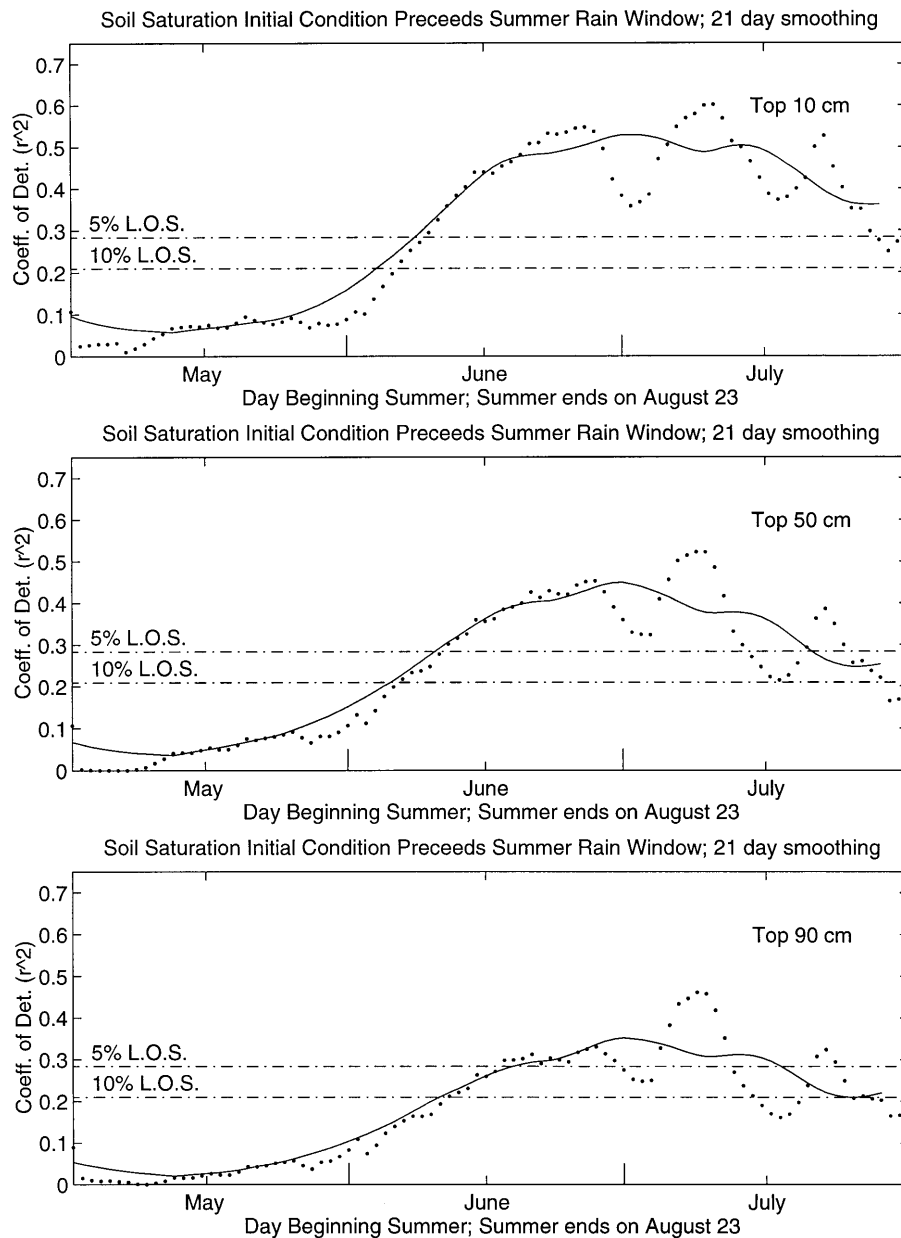 Soil Saturation Initial Condition Preceeds Summer Rain Window; 21 day smoothing
0.7
0.6
0.5
0.4
0.3
0.2
0.1
0
Coeff. of Det. (r^2)
Top 10 cm
5% L.O.S.
10% L.O.S.
May
June
July
Day Beginning Summer; Summer ends on August 23
Soil Saturation Initial Condition Preceeds Summer Rain Window; 21 day smoothing
0.7
0.6
0.5
0.4
0.3
0.2
0.1
0
Coeff. of Det. (r^2)
Top 50 cm
5% L.O.S.
10% L.O.S.
May
June
July
Day Beginning Summer; Summer ends on August 23
Soil Saturation Initial Condition Preceeds Summer Rain Window; 21 day smoothing
0.7
0.6
0.5
0.4
0.3
0.2
0.1
0
Coeff. of Det. (r^2)
Top 90 cm
5% L.O.S.
10% L.O.S.
May
June
July
Day Beginning Summer; Summer ends on August 23